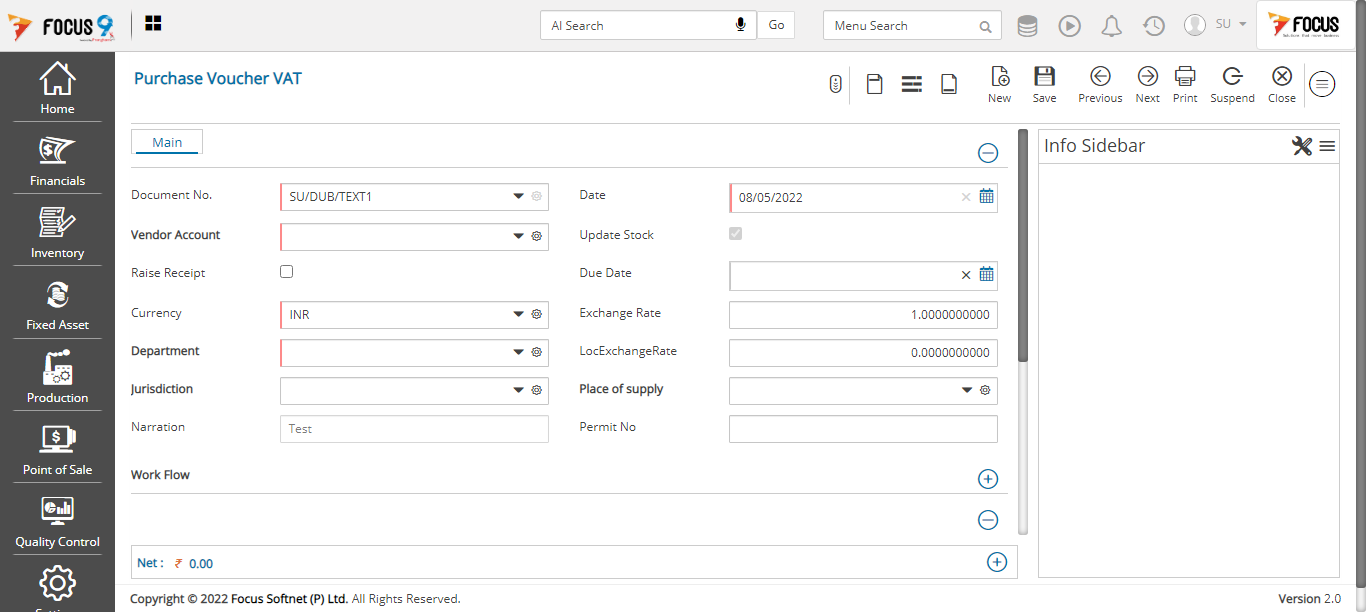 FOCUS 9
AI Search
Go
Menu Search
SU
FOCUS
Home
Financials
Inventory
Fixed Asset
Production
Point of Sale
Quality Control
Purchase Voucher VAT
New
Save
Previous
Next
Print
Suspend
Close
Main
Info Sidebar
Document No.
SU/DUB/TEXT1
Date
08/05/2022
Vendor Account
Update Stock
Raise Receipt
Due Date
Currency
INR
Exchange Rate
1.0000000000
Department
LocExchangeRate
0.0000000000
Jurisdiction
Place of supply
Narration
Test
Permit No
Work Flow
Net : ₹ 0.00
Copyright © 2022 Focus Softnet (P) Ltd. All Rights Reserved.
Version 2.0